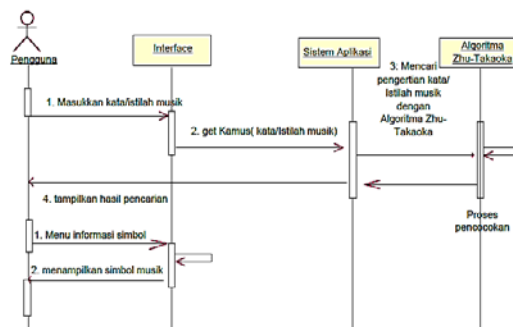 Pengguna
Interface
Sistem Aplikasi
Algoritma
Zhu-Takaoka
1. Masukkan kata/istilah musik
2. get Kamus( kata/Istilah musik)
3. Mencari
pengertian kata/
Istilah musik
dengan
Algoritma Zhu-
Takaoka
4. tampilkan hasil pencarian
Proses
pencocokan
1. Menu informasi simbol
2. menampilkan simbol musik